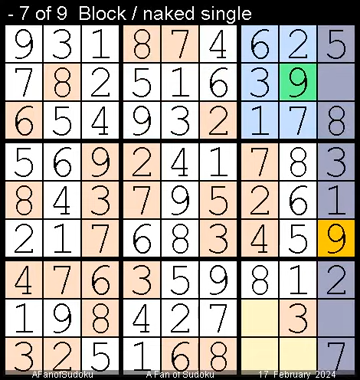 - 7 of 9 Block / naked single
9 3 1 8 7 4 6 2 5
7 8 2 5 1 6 3 9
6 5 4 9 3 2 1 7 8
5 6 9 2 4 1 7 8 3
8 4 3 7 9 5 2 6 1
2 1 7 6 8 3 4 5 9
4 7 6 3 5 9 8 1 2
1 9 8 4 2 7 3
3 2 5 1 6 8 7
AFanofSudoku A Fan of Sudoku 17 February 2024